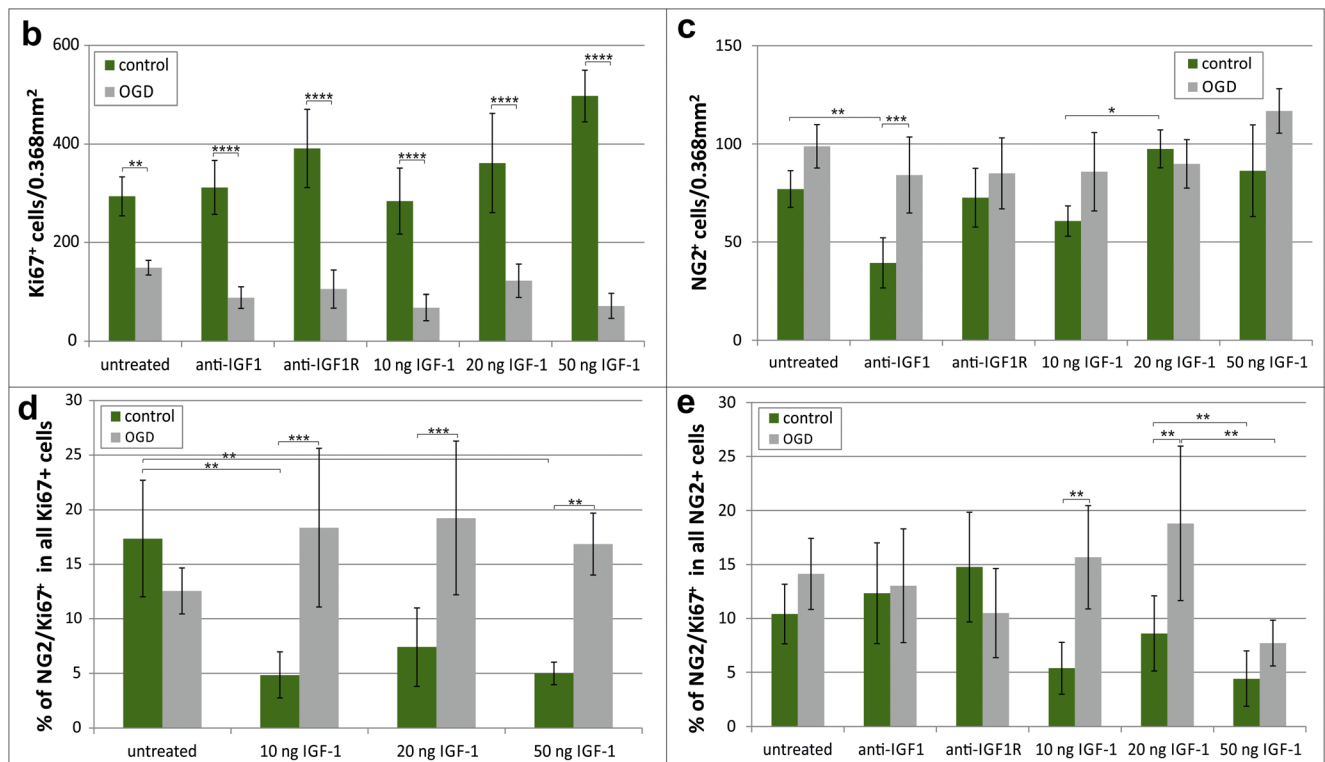 b
Ki67⁺ cells/0.368mm²
600
400
200
0
control
OGD
**
****
****
****
****
****
untreated anti-IGF1 anti-IGF1R 10 ng IGF-1 20 ng IGF-1 50 ng IGF-1
c
NG2⁺ cells/0.368mm²
150
100
50
0
control
OGD
**
***
*
untreated anti-IGF1 anti-IGF1R 10 ng IGF-1 20 ng IGF-1 50 ng IGF-1
d
% of NG2/Ki67⁺ in all Ki67+ cells
30
25
20
15
10
5
0
control
OGD
**
**
***
***
**
untreated 10 ng IGF-1 20 ng IGF-1 50 ng IGF-1
e
% of NG2/Ki67⁺ in all NG2+ cells
30
25
20
15
10
5
0
control
OGD
**
**
**
**
untreated anti-IGF1 anti-IGF1R 10 ng IGF-1 20 ng IGF-1 50 ng IGF-1